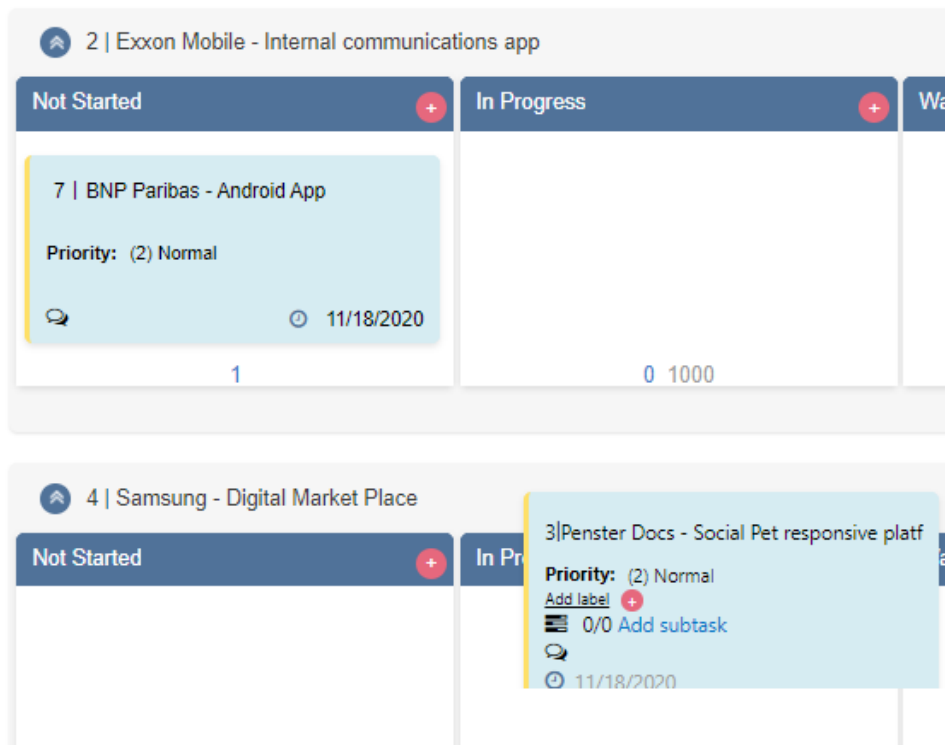 2 | Exxon Mobile - Internal communications app
Not Started
In Progress
Wa
7 | BNP Paribas - Android App
Priority: (2) Normal
11/18/2020
1
0 1000
4 | Samsung - Digital Market Place
Not Started
In Pr
3|Penster Docs - Social Pet responsive platf
Priority: (2) Normal
Add label
0/0 Add subtask
11/18/2020